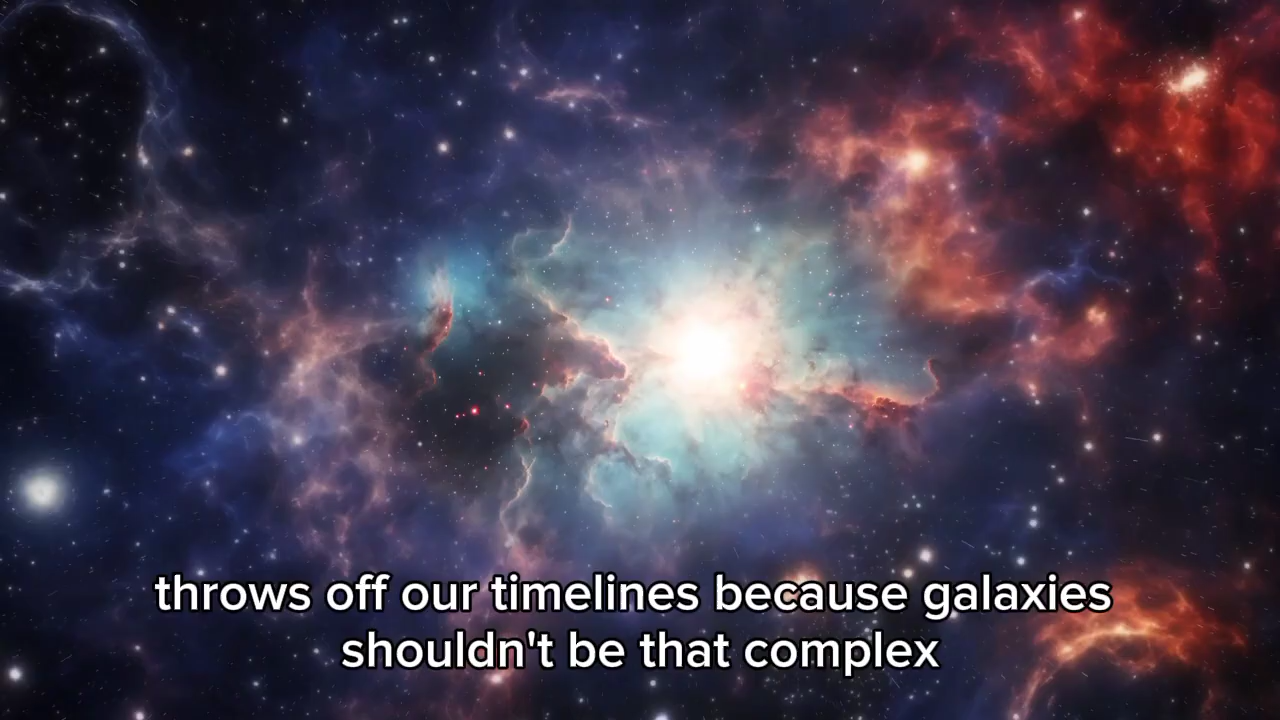 throws off our timelines because galaxies
shouldn't be that complex